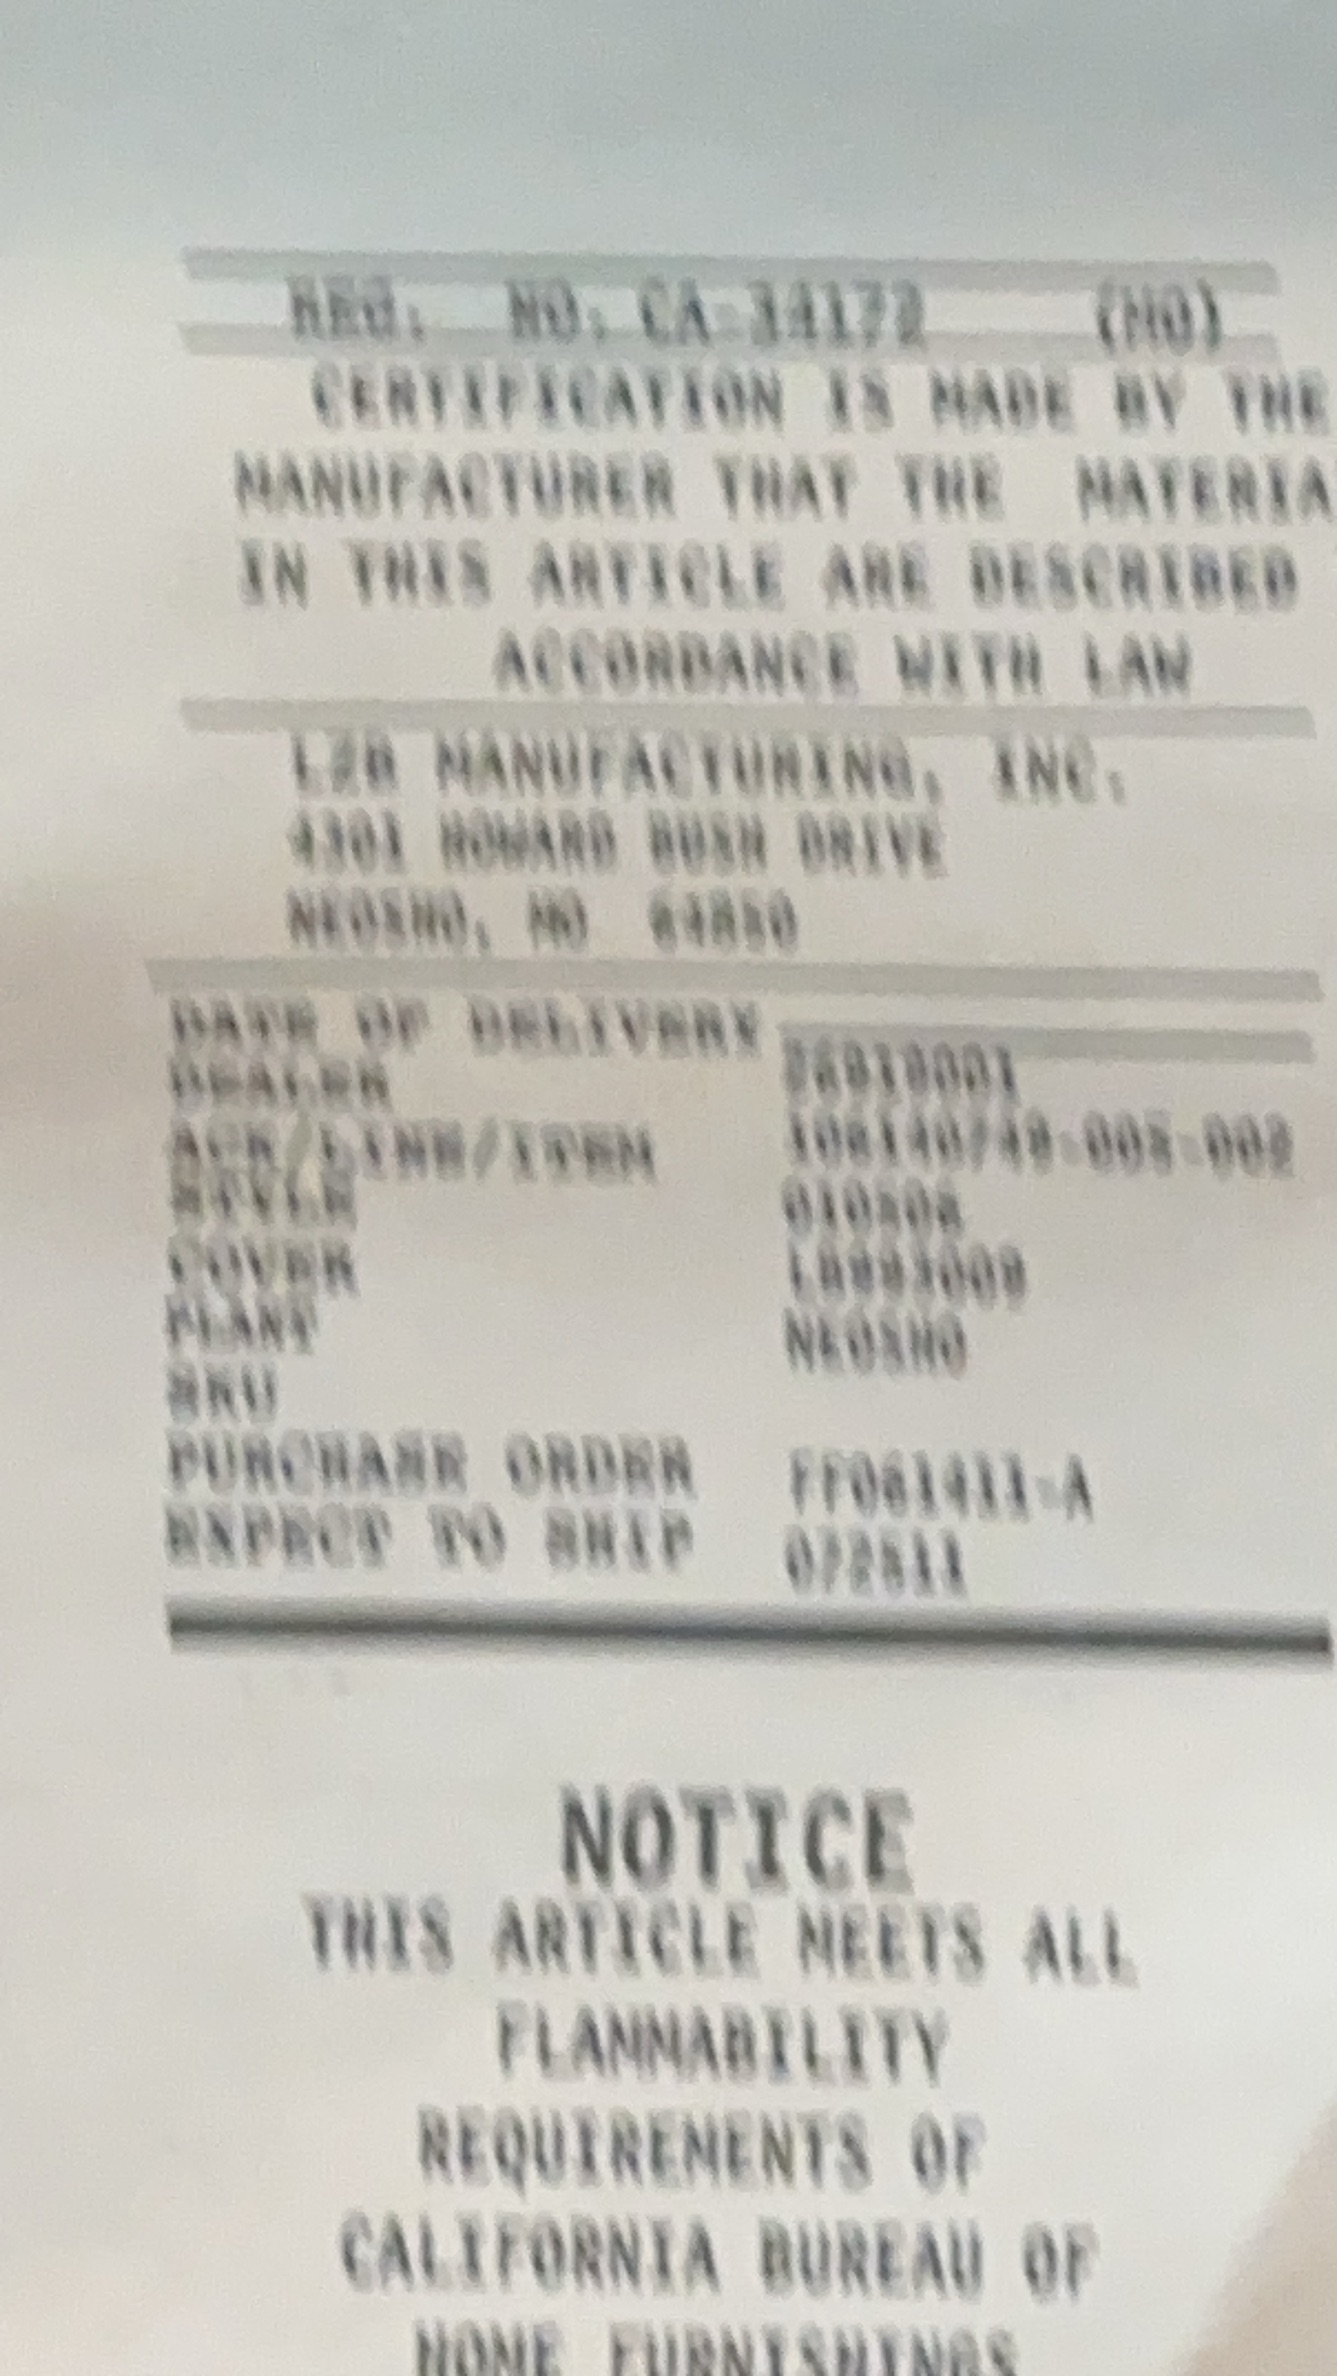 REG. NO. CA-34172 (MO)
CERTIFICATION IS MADE BY THE
MANUFACTURER THAT THE MATERIA
IN THIS ARTICLE ARE DESCRIBED
ACCORDANCE WITH LAW
LZB MANUFACTURING, INC.
4301 HOWARD BUSH DRIVE
NEOSHO, MO 64850
DATE OF DELIVERY
DEALER
ACK/LINE/ITEM
STYLE
COVER
PLANT NEOSHO
SKU
PURCHASE ORDER FF061411-A
EXPECT TO SHIP 072511
NOTICE
THIS ARTICLE MEETS ALL
FLAMMABILITY
REQUIREMENTS OF
CALIFORNIA BUREAU OF
HOME FURNISHINGS